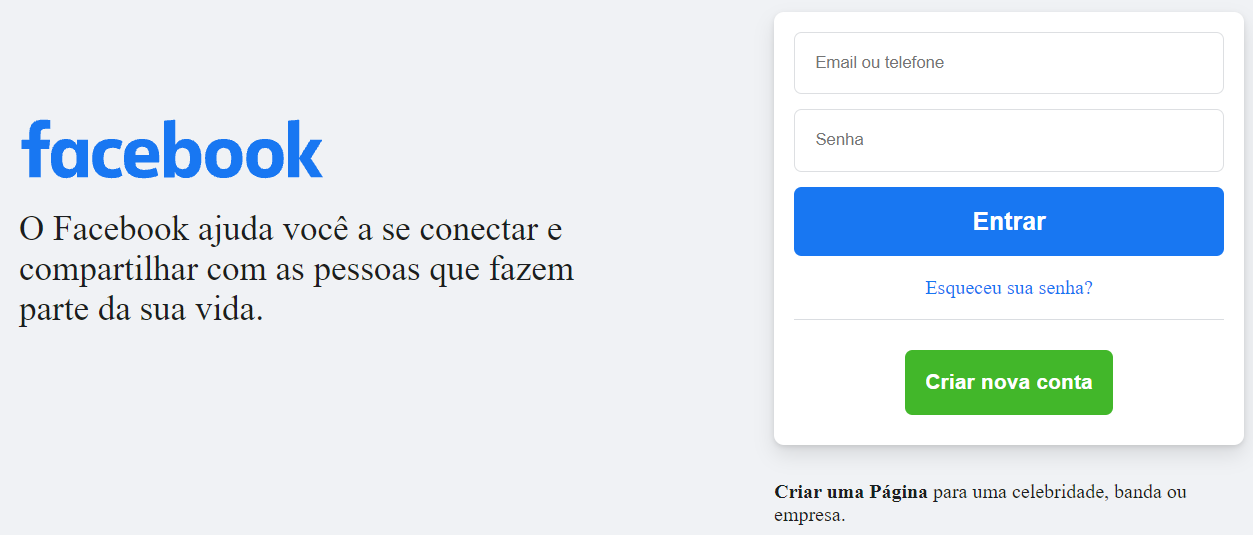 facebook
O Facebook ajuda você a se conectar e
compartilhar com as pessoas que fazem
parte da sua vida.
Email ou telefone
Senha
Entrar
Esqueceu sua senha?
Criar nova conta
Criar uma Página para uma celebridade, banda ou
empresa.